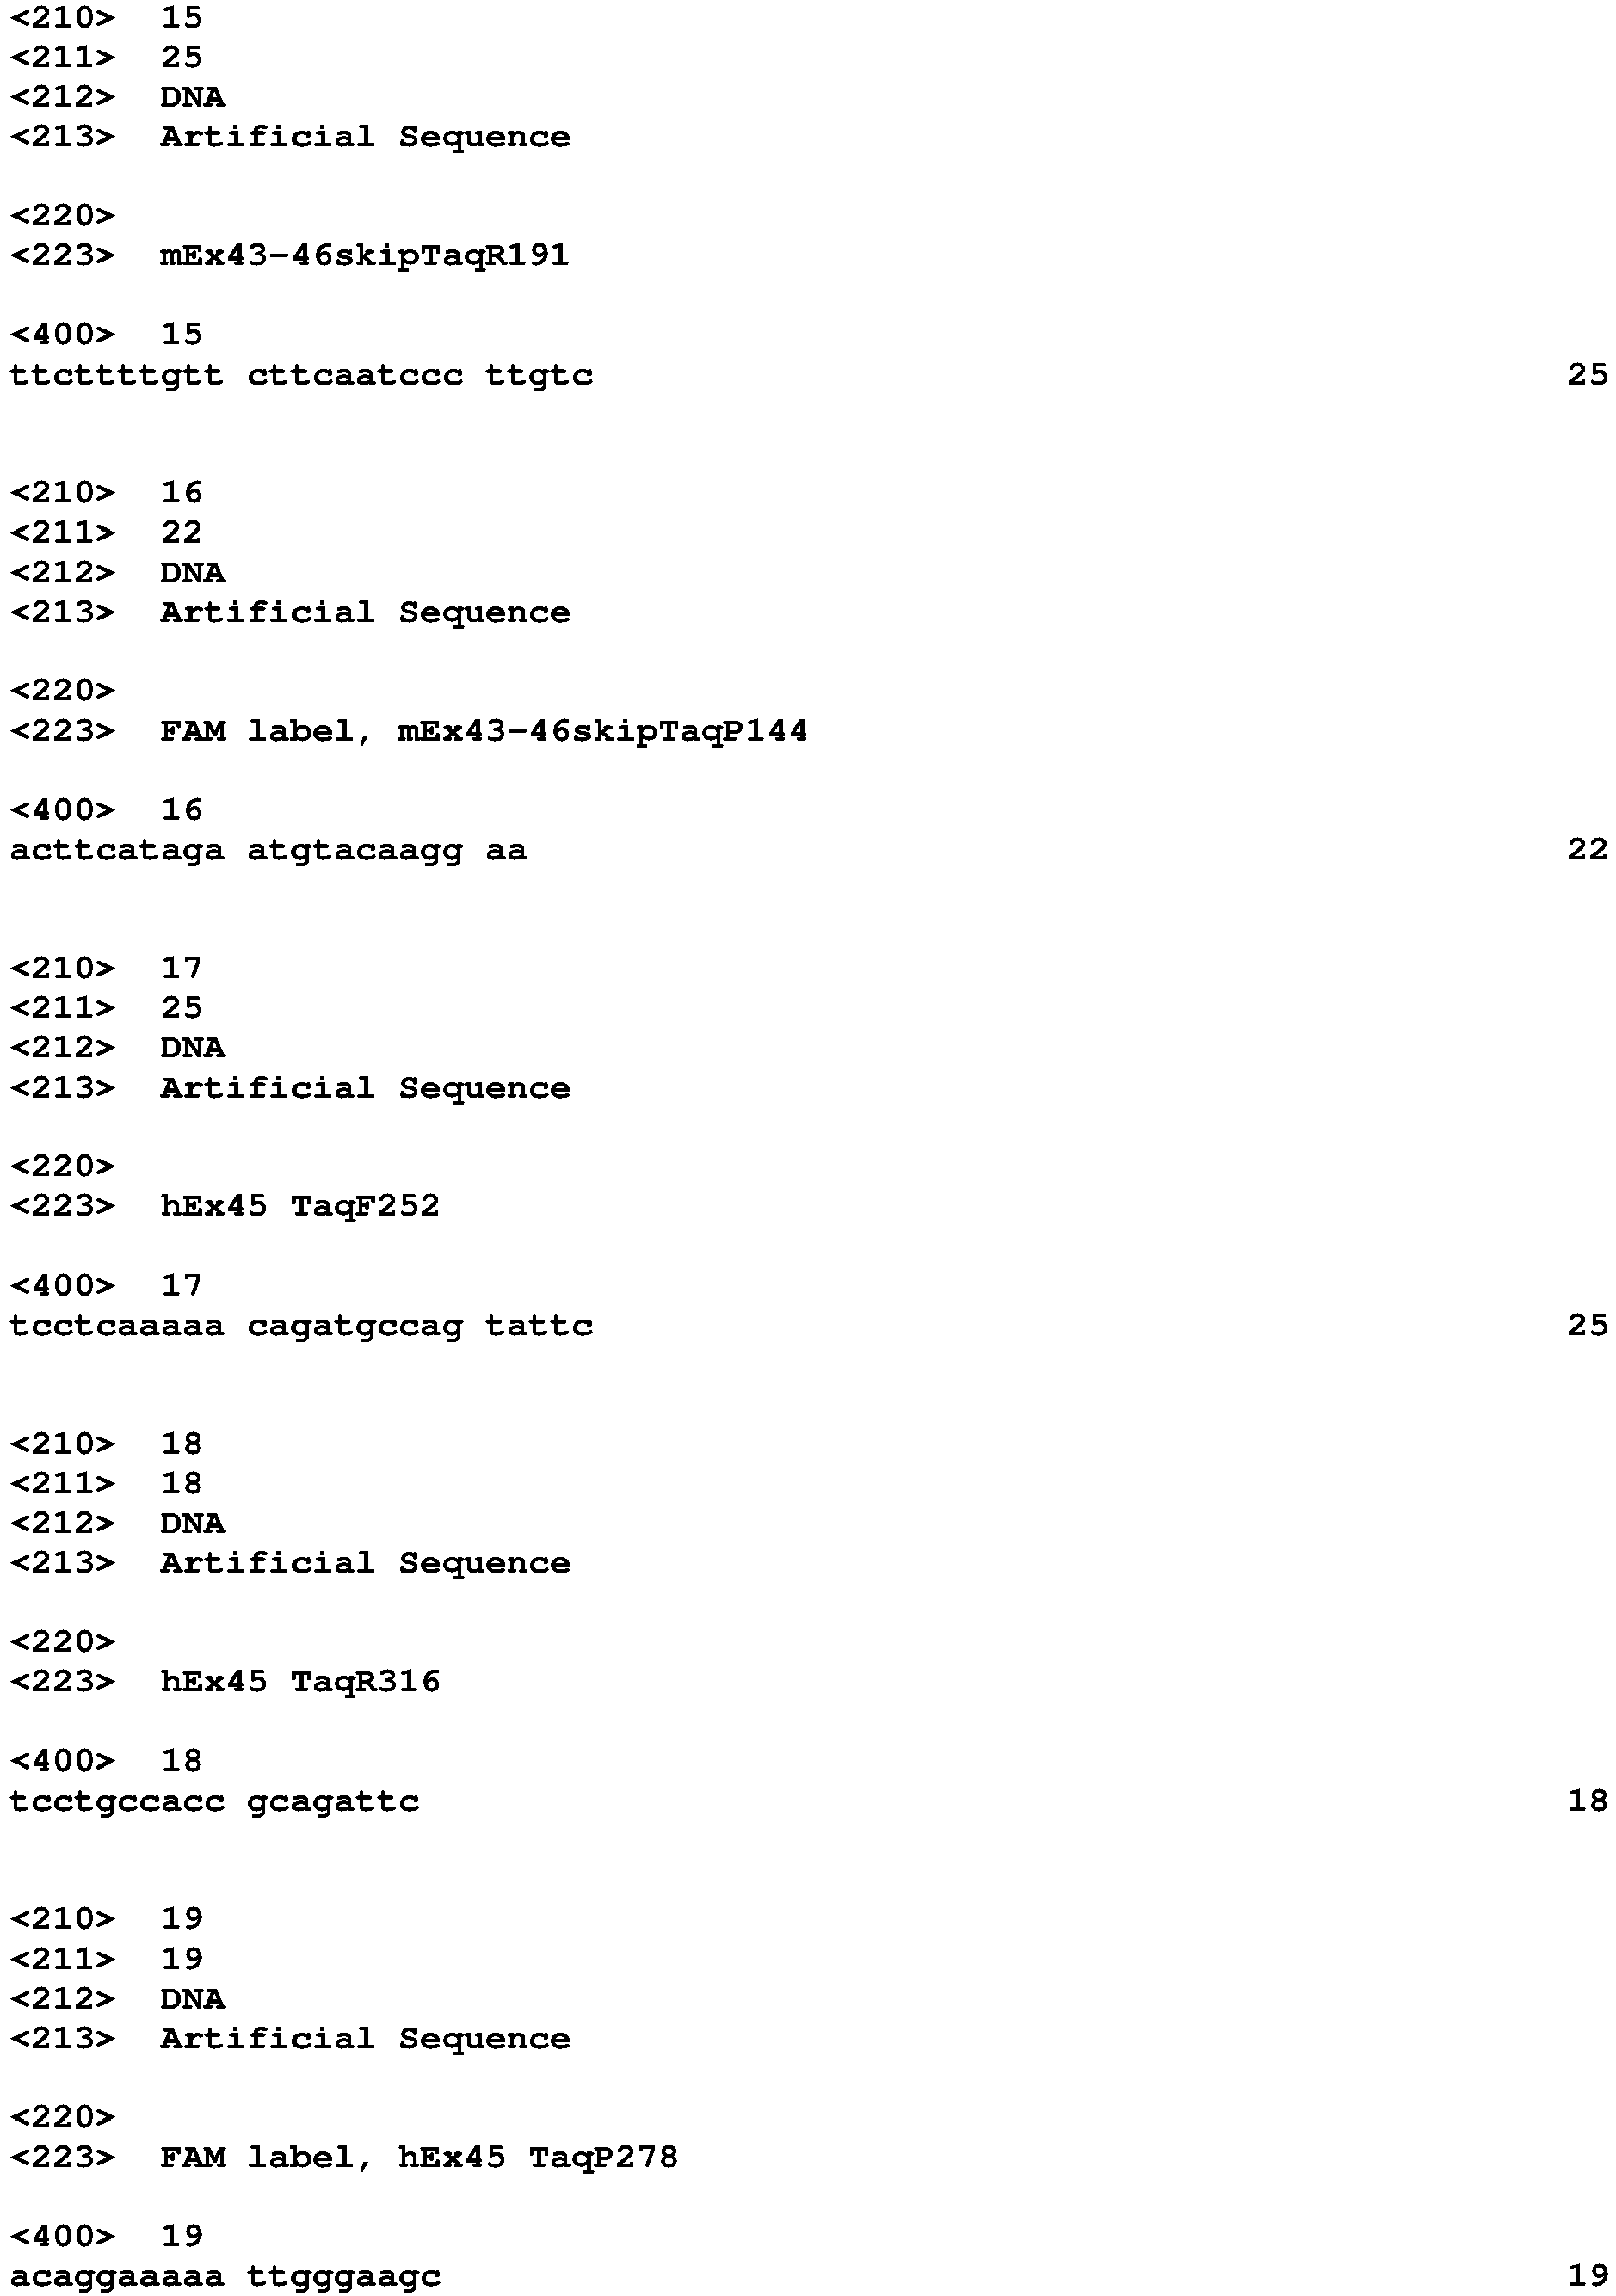 <210>  15
<211>  25
<212>  DNA
<213>  Artificial Sequence
<220>
<223>  mEx43-46skipTaqR191
<400>  15
ttcttttgtt cttcaatccc ttgtc 25
<210>  16
<211>  22
<212>  DNA
<213>  Artificial Sequence
<220>
<223>  FAM label, mEx43-46skipTaqP144
<400>  16
acttcataga atgtacaagg aa 22
<210>  17
<211>  25
<212>  DNA
<213>  Artificial Sequence
<220>
<223>  hEx45 TaqF252
<400>  17
tcctcaaaaa cagatgccag tattc 25
<210>  18
<211>  18
<212>  DNA
<213>  Artificial Sequence
<220>
<223>  hEx45 TaqR316
<400>  18
tcctgccacc gcagattc 18
<210>  19
<211>  19
<212>  DNA
<213>  Artificial Sequence
<220>
<223>  FAM label, hEx45 TaqP278
<400>  19
acaggaaaaa ttgggaagc 19